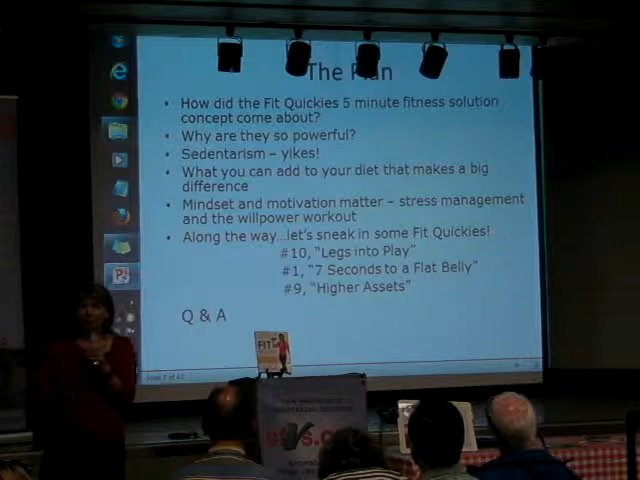 The Plan
• How did the Fit Quickies 5 minute fitness solution
concept come about?
• Why are they so powerful?
• Sedentarism – yikes!
• What you can add to your diet that makes a big
difference
• Mindset and motivation matter – stress management
and the willpower workout
• Along the way...let's sneak in some Fit Quickies!
#10, "Legs into Play"
#1, "7 Seconds to a Flat Belly"
#9, "Higher Assets"
Q & A
FIT